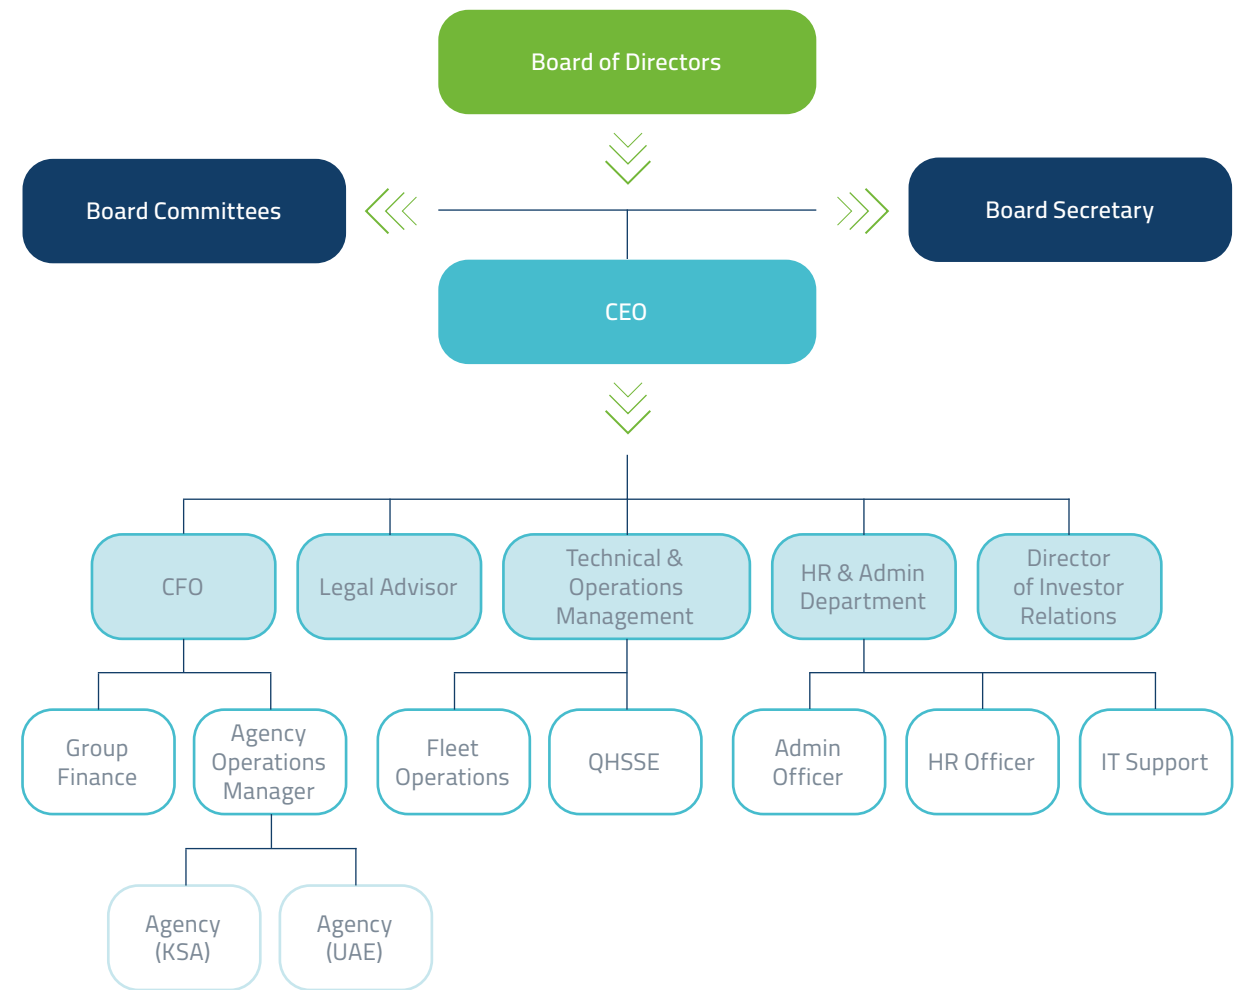 Board of Directors
Board Committees
Board Secretary
CEO
CFO
Legal Advisor
Technical &
Operations
Management
HR & Admin
Department
Director
of Investor
Relations
Group
Finance
Agency
Operations
Manager
Fleet
Operations
QHSSE
Admin
Officer
HR Officer
IT Support
Agency
(KSA)
Agency
(UAE)